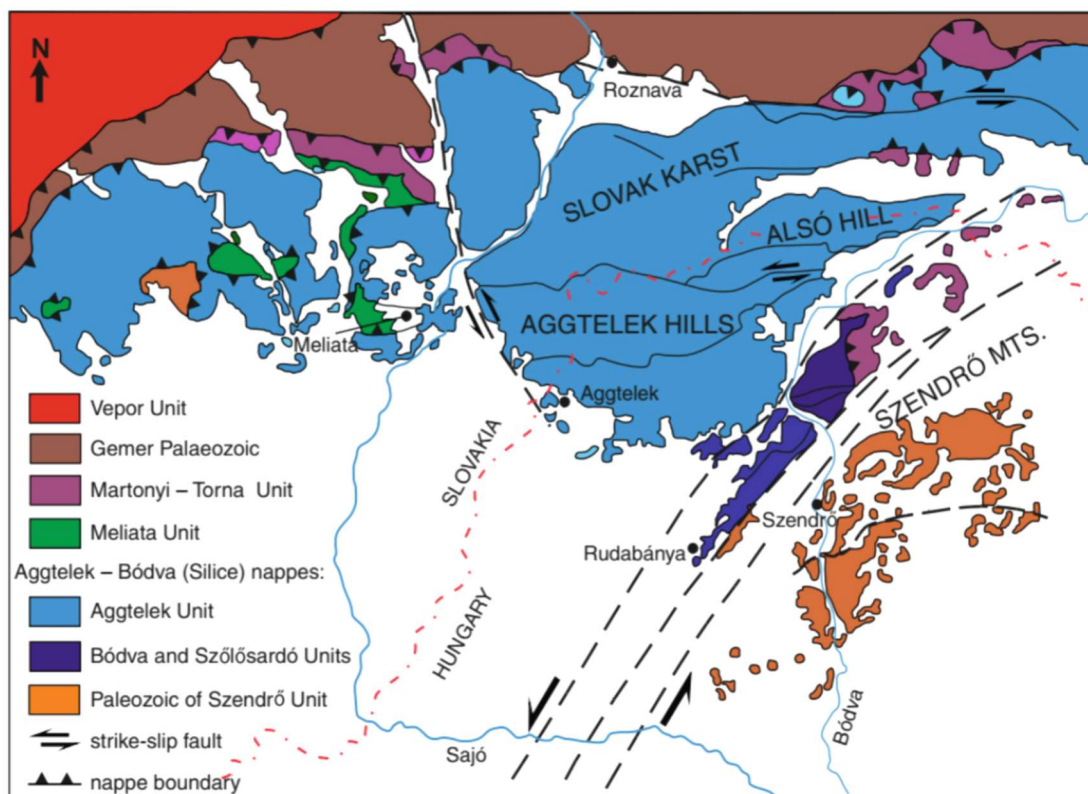 N
Roznava
SLOVAK KARST
ALSÓ HILL
AGGTELEK HILLS
Meliata
SZENDRŐ MTS.
Aggtelek
Vepor Unit
Gemer Palaeozoic
SLOVAKIA
Martonyi – Torna Unit
Szendrő
Meliata Unit
Rudabánya
Aggtelek – Bódva (Silice) nappes:
Aggtelek Unit
HUNGARY
Bódva and Szőlősardó Units
Paleozoic of Szendrő Unit
Bódva
strike-slip fault
Sajó
nappe boundary